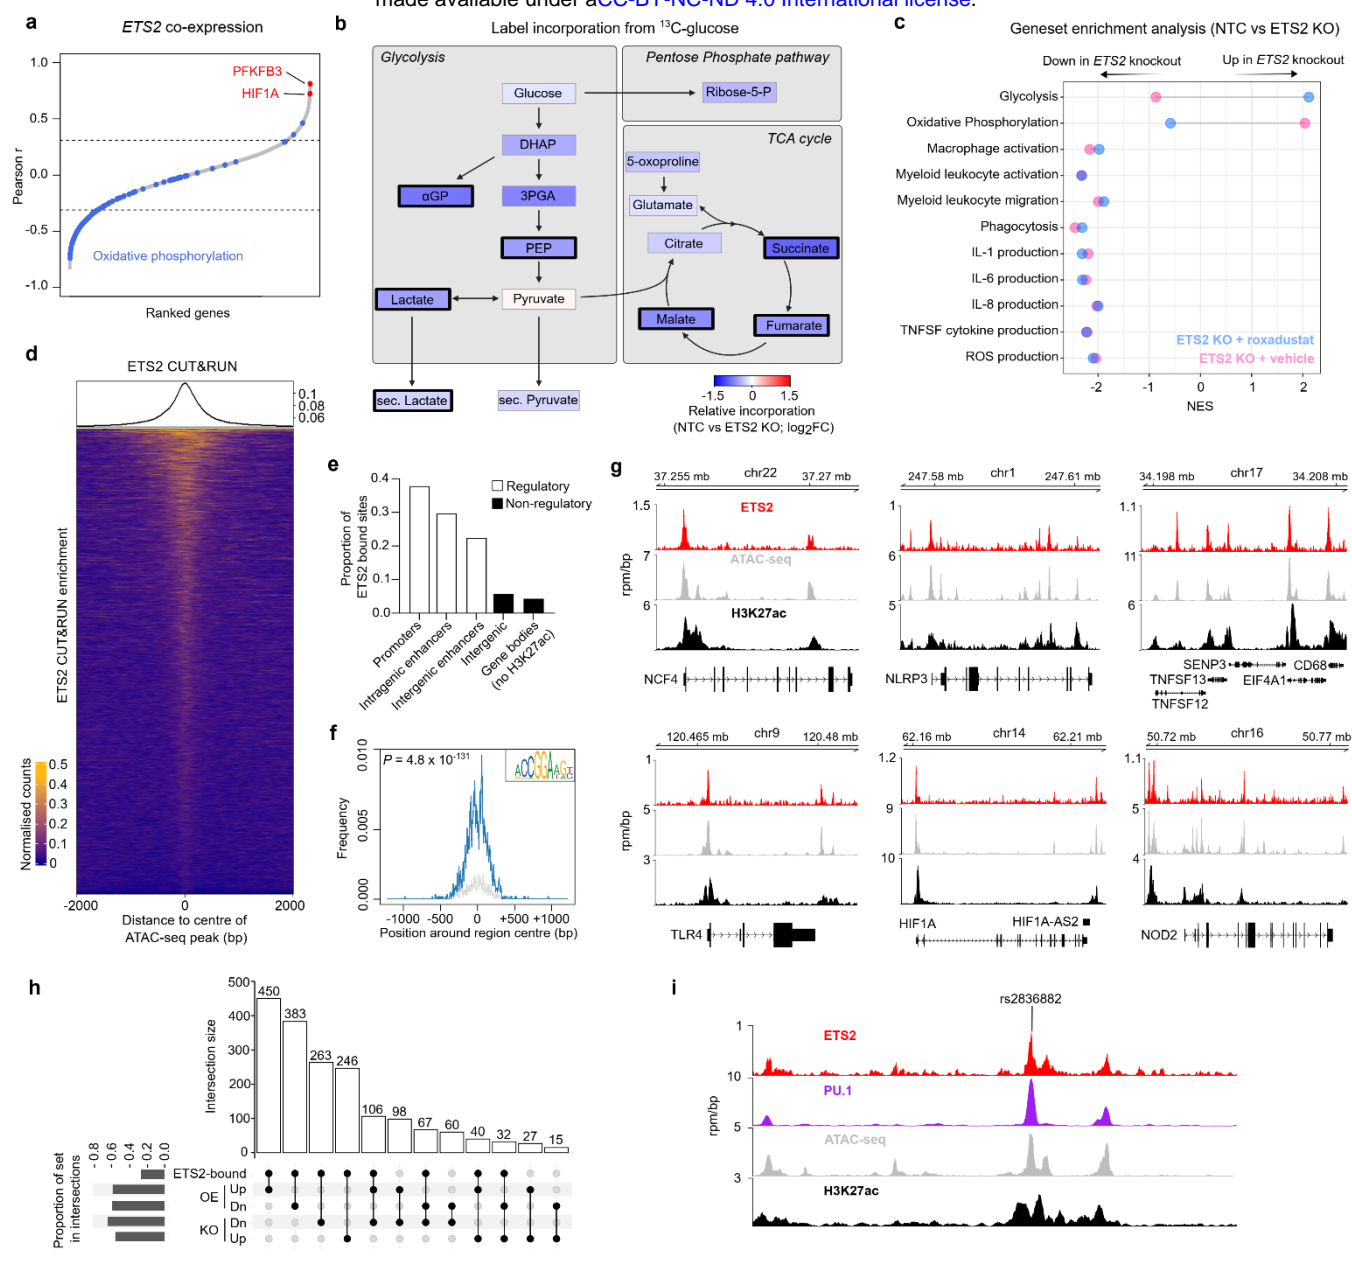 made available under aCC-BY-NC-ND 4.0 International license.
a
ETS2 co-expression
1.0
0.5
0.0
-0.5
-1.0
Pearson r
PFKFB3
HIF1A
Oxidative phosphorylation
Ranked genes
b
Label incorporation from 13C-glucose
Glycolysis
Pentose Phosphate pathway
Glucose
Ribose-5-P
DHAP
TCA cycle
5-oxoproline
αGP
3PGA
Glutamate
PEP
Citrate
Succinate
Lactate
Pyruvate
Malate
Fumarate
sec. Lactate
sec. Pyruvate
-1.5
0
1.5
Relative incorporation
(NTC vs ETS2 KO; log2FC)
c
Geneset enrichment analysis (NTC vs ETS2 KO)
Down in ETS2 knockout
Up in ETS2 knockout
Glycolysis
Oxidative Phosphorylation
Macrophage activation
Myeloid leukocyte activation
Myeloid leukocyte migration
Phagocytosis
IL-1 production
IL-6 production
IL-8 production
TNFSF cytokine production
ROS production
ETS2 KO + roxadustat
ETS2 KO + vehicle
-2
-1
0
1
2
NES
d
ETS2 CUT&RUN
0.1
0.08
0.06
ETS2 CUT&RUN enrichment
Normalised counts
0.5
0.4
0.3
0.2
0.1
0
-2000
0
2000
Distance to centre of
ATAC-seq peak (bp)
e
Proportion of
ETS2 bound sites
0.4
0.3
0.2
0.1
0.0
Regulatory
Non-regulatory
Promoters
Intragenic enhancers
Intergenic enhancers
Intergenic
Gene bodies
(no H3K27ac)
f
P = 4.8 x 10-131
Frequency
0.010
0.005
0.000
-1000
-500
0
+500
+1000
Position around region centre (bp)
g
37.255 mb
chr22
37.27 mb
1.5
ETS2
7
ATAC-seq
6
H3K27ac
rpm/bp
NCF4
247.58 mb
chr1
247.61 mb
1
6
5
NLRP3
34.198 mb
chr17
34.208 mb
1.1
11
6
SENP3
CD68
TNFSF13
EIF4A1
TNFSF12
120.465 mb
chr9
120.48 mb
1
5
3
rpm/bp
TLR4
62.16 mb
chr14
62.21 mb
1.2
9
10
HIF1A
HIF1A-AS2
50.72 mb
chr16
50.77 mb
1.1
5
4
NOD2
h
Intersection size
500
400
300
200
100
0
450
383
263
246
106
98
67
60
40
32
27
15
0.8
0.6
0.4
0.2
0.0
Proportion of set
in intersections
ETS2-bound
OE
Up
Dn
KO
Dn
Up
i
rs2836882
1
ETS2
10
PU.1
5
ATAC-seq
3
H3K27ac
rpm/bp